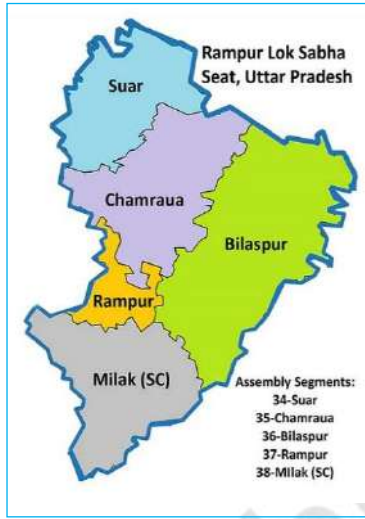 Rampur Lok Sabha
Seat, Uttar Pradesh
Suar
Chamraua
Bilaspur
Rampur
Milak (SC)
Assembly Segments:
34-Suar
35-Chamraua
36-Bilaspur
37-Rampur
38-MIlak (SC)